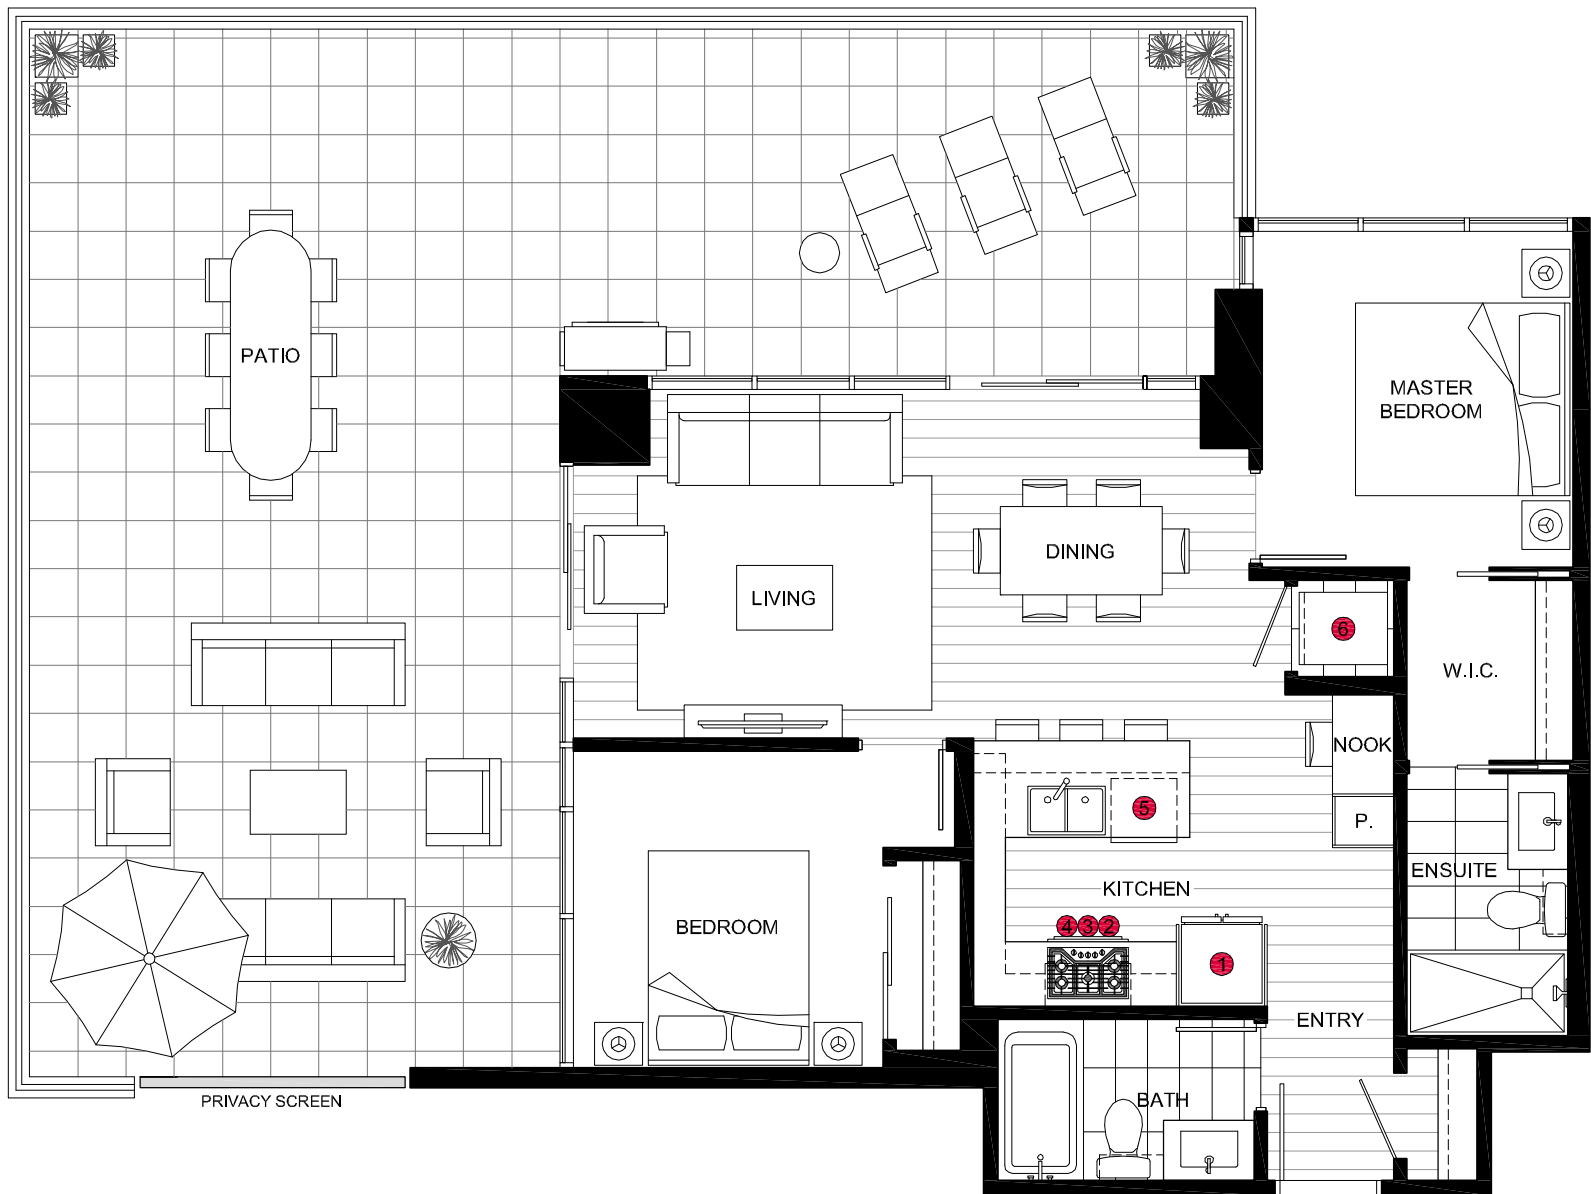 PATIO
MASTER
BEDROOM
DINING
LIVING
6
W.I.C.
NOOK
5
P.
ENSUITE
KITCHEN
BEDROOM
4 3 2
1
ENTRY
BATH
PRIVACY SCREEN